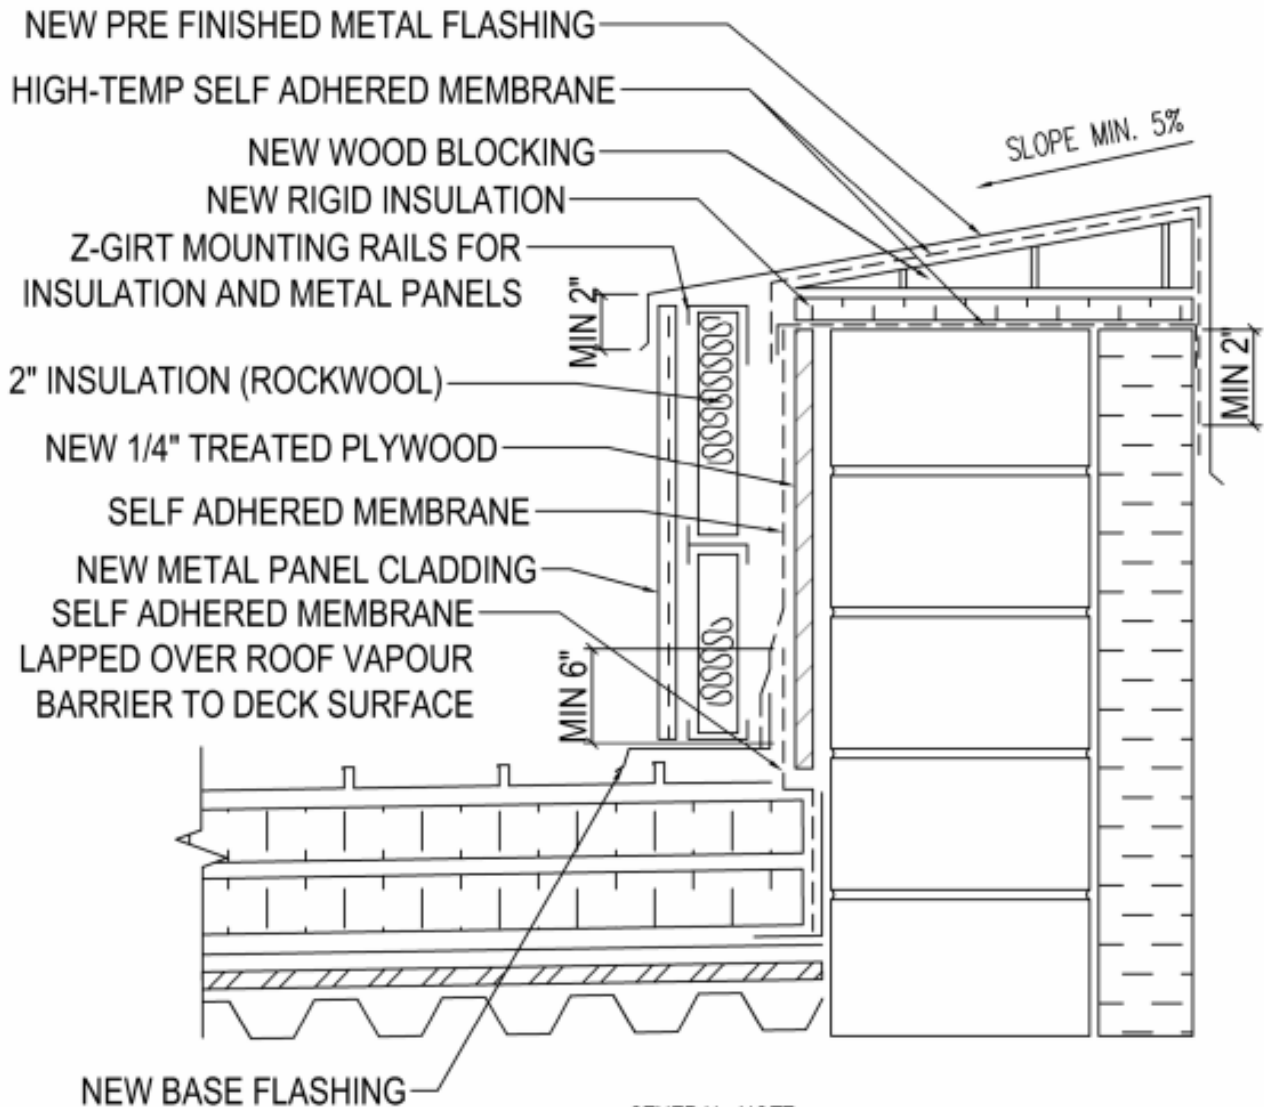 NEW PRE FINISHED METAL FLASHING
HIGH-TEMP SELF ADHERED MEMBRANE
SLOPE MIN. 5%
NEW WOOD BLOCKING
NEW RIGID INSULATION
Z-GIRT MOUNTING RAILS FOR
INSULATION AND METAL PANELS
MIN 2"
MIN 2"
2" INSULATION (ROCKWOOL)
NEW 1/4" TREATED PLYWOOD
SELF ADHERED MEMBRANE
NEW METAL PANEL CLADDING
SELF ADHERED MEMBRANE
LAPPED OVER ROOF VAPOUR
BARRIER TO DECK SURFACE
MIN 6"
NEW BASE FLASHING